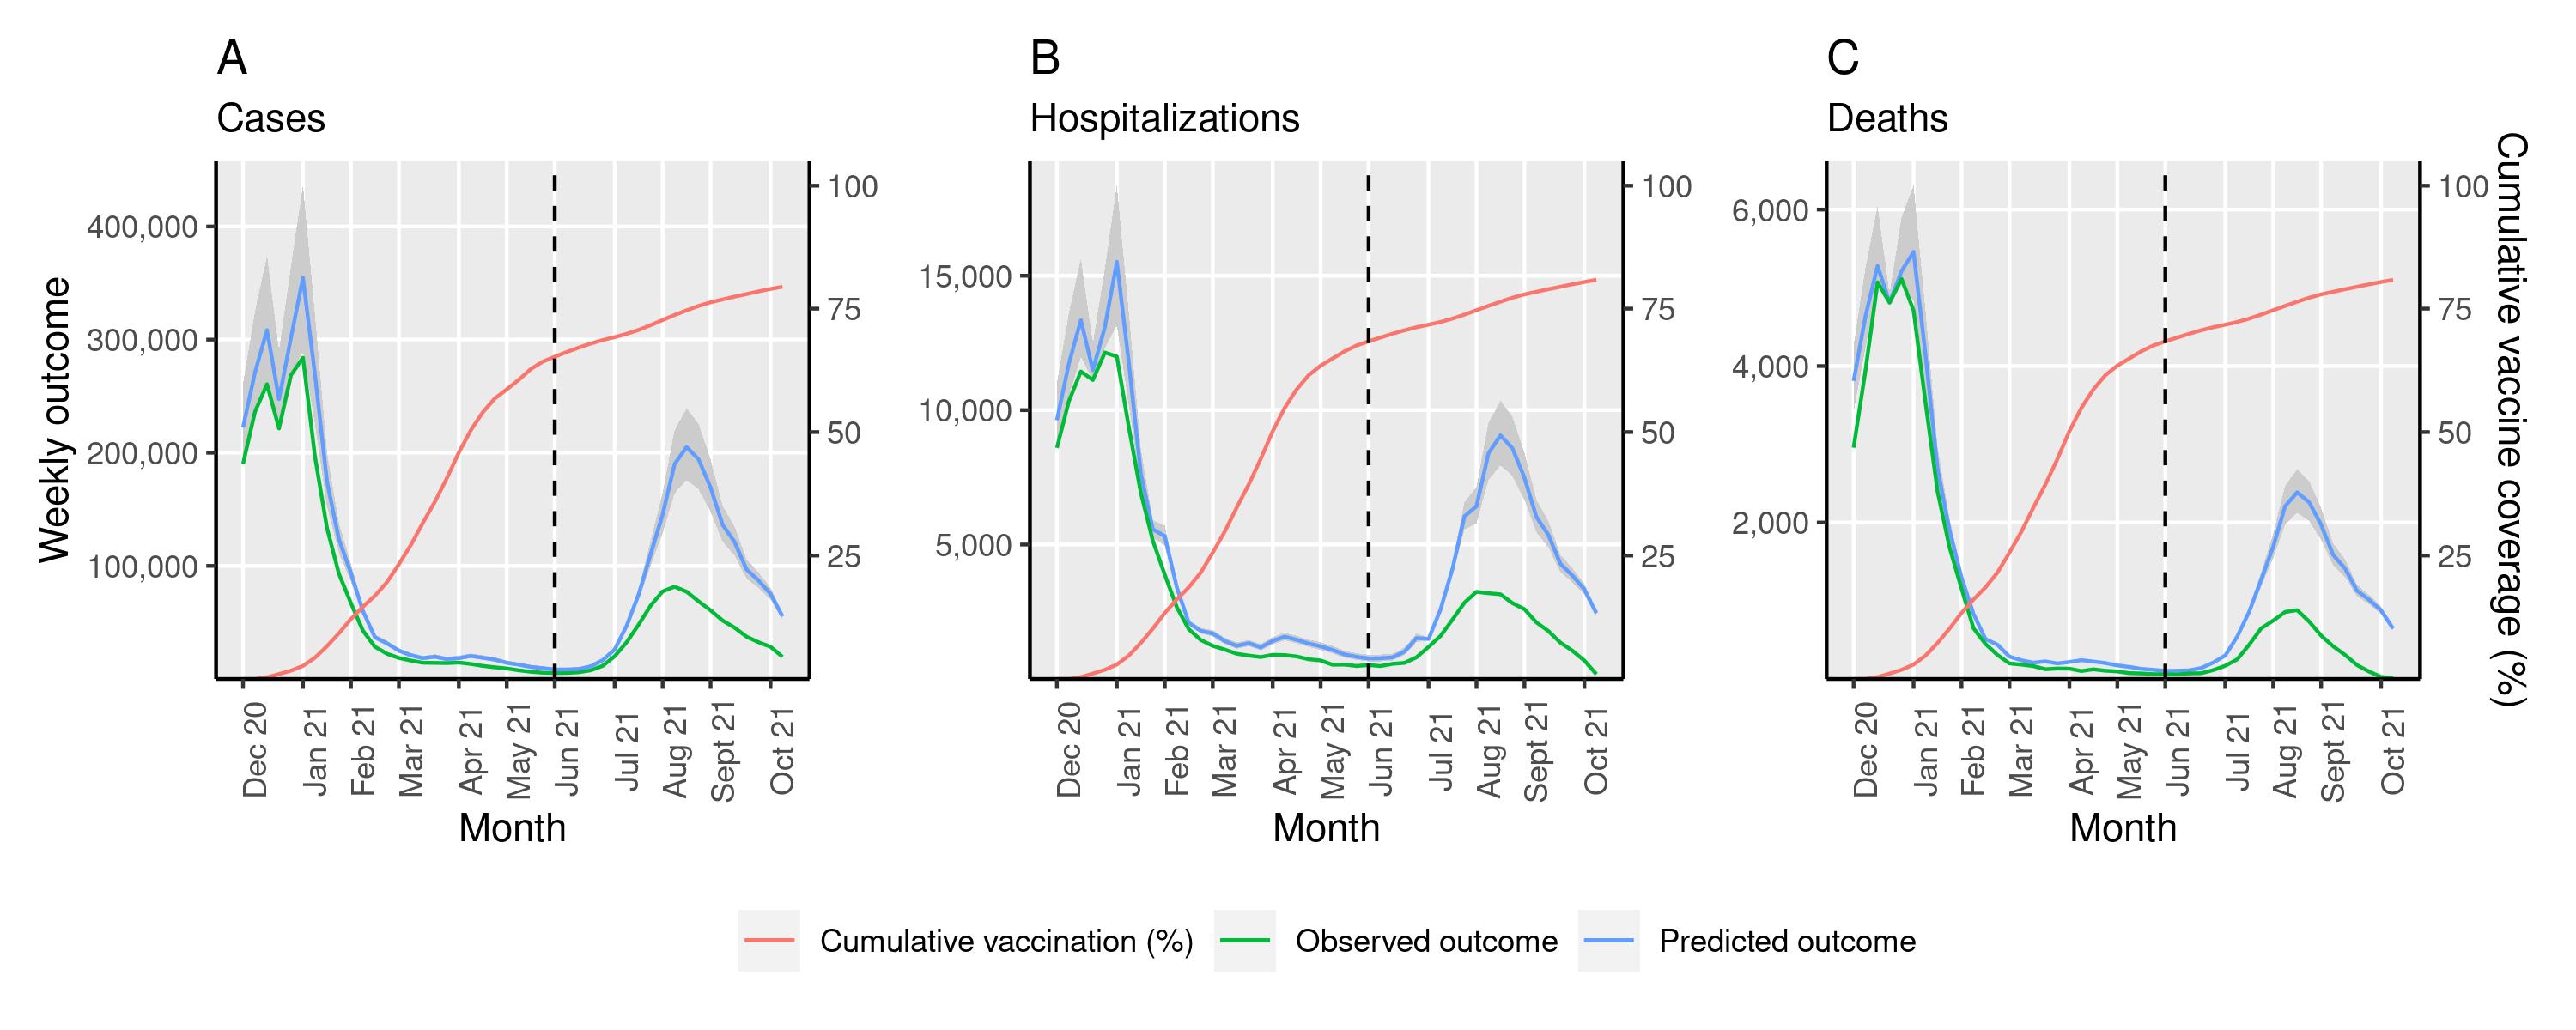 A
Cases
Weekly outcome
400,000
300,000
200,000
100,000
100
75
50
25
Dec 20
Jan 21
Feb 21
Mar 21
Apr 21
May 21
Jun 21
Jul 21
Aug 21
Sept 21
Oct 21
Month
B
Hospitalizations
15,000
10,000
5,000
100
75
50
25
Dec 20
Jan 21
Feb 21
Mar 21
Apr 21
May 21
Jun 21
Jul 21
Aug 21
Sept 21
Oct 21
Month
C
Deaths
6,000
4,000
2,000
100
75
50
25
Cumulative vaccine coverage (%)
Dec 20
Jan 21
Feb 21
Mar 21
Apr 21
May 21
Jun 21
Jul 21
Aug 21
Sept 21
Oct 21
Month
Cumulative vaccination (%)
Observed outcome
Predicted outcome